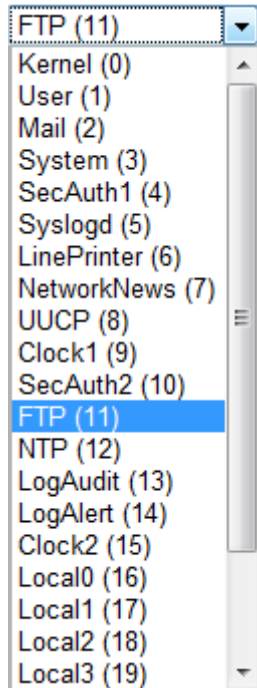 FTP (11)
Kernel (0)
User (1)
Mail (2)
System (3)
SecAuth1 (4)
Syslogd (5)
LinePrinter (6)
NetworkNews (7)
UUCP (8)
Clock1 (9)
SecAuth2 (10)
FTP (11)
NTP (12)
LogAudit (13)
LogAlert (14)
Clock2 (15)
Local0 (16)
Local1 (17)
Local2 (18)
Local3 (19)